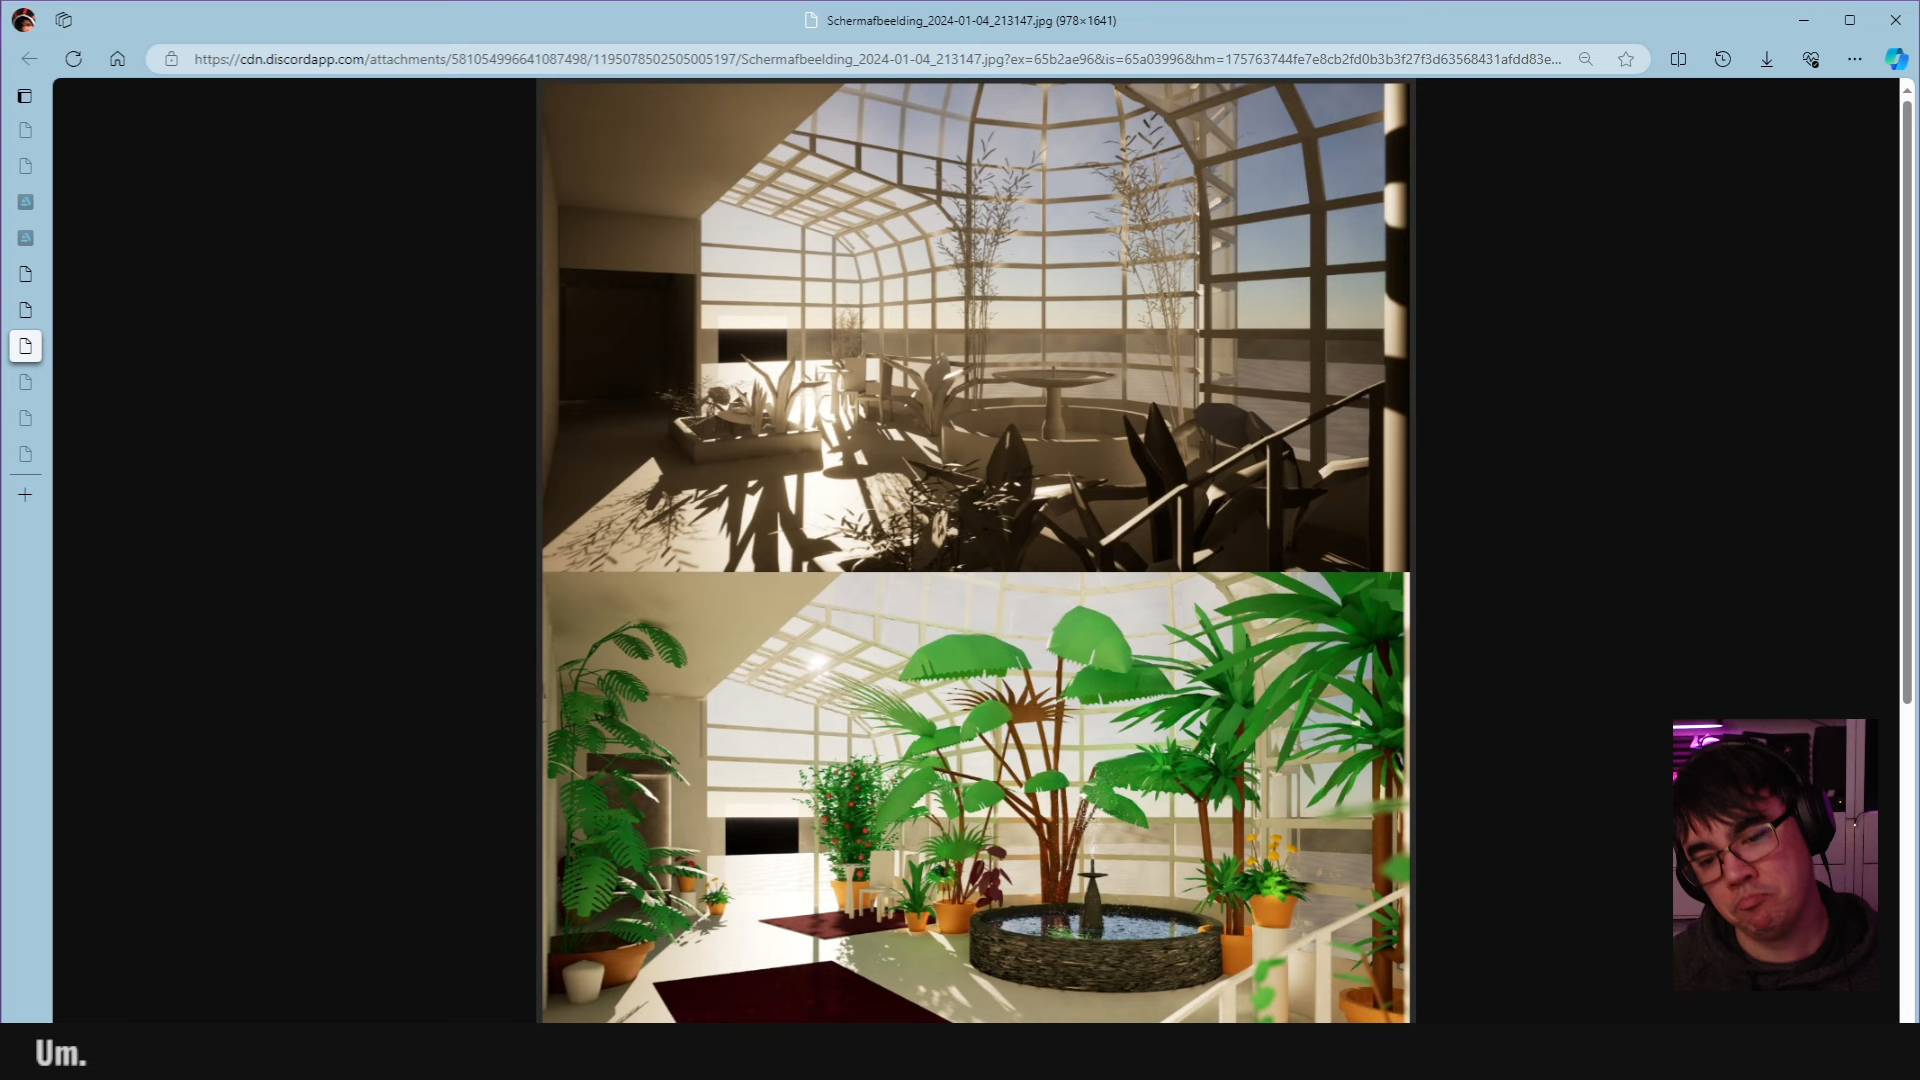 Schermafbeelding_2024-01-04_213147.jpg (978×1641)
https://cdn.discordapp.com/attachments/581054996641087498/1195078502505005197/Schermafbeelding_2024-01-04_213147.jpg?ex=65b2ae96&is=65a03996&hm=175763744fe7e8cb2fd0b3b3f27f3d63568431afdd83e...
Um.